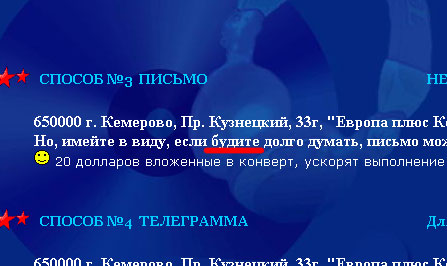 СПОСОБ №3 ПИСЬМО НЕ
650000 г. Кемерово, Пр. Кузнецкий, 33г, "Европа плюс К
Но, имейте в виду, если будите долго думать, письмо мо
20 долларов вложенные в конверт, ускорят выполнение
СПОСОБ №4 ТЕЛЕГРАММА Дл
650000 г. Кемерово, Пр. Кузнецкий, 33г, "Европа плюс К